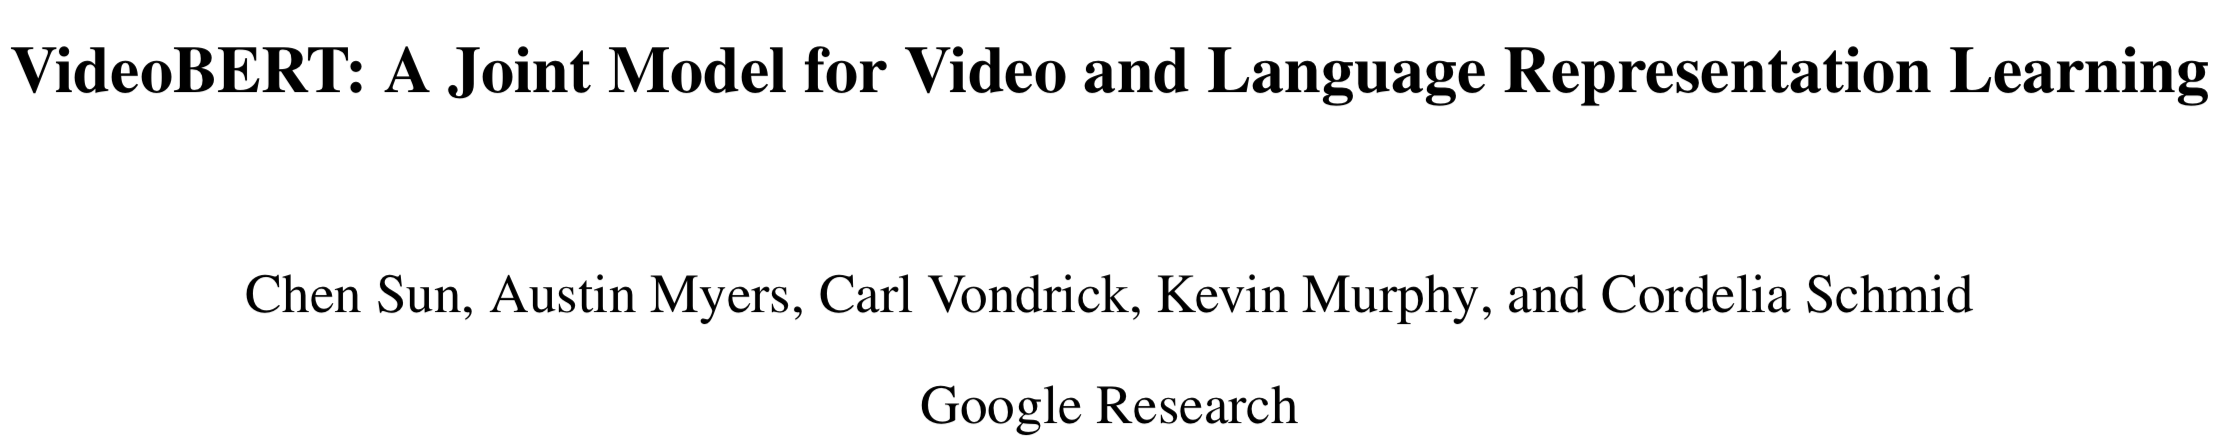 VideoBERT: A Joint Model for Video and Language Representation Learning
Chen Sun, Austin Myers, Carl Vondrick, Kevin Murphy, and Cordelia Schmid
Google Research